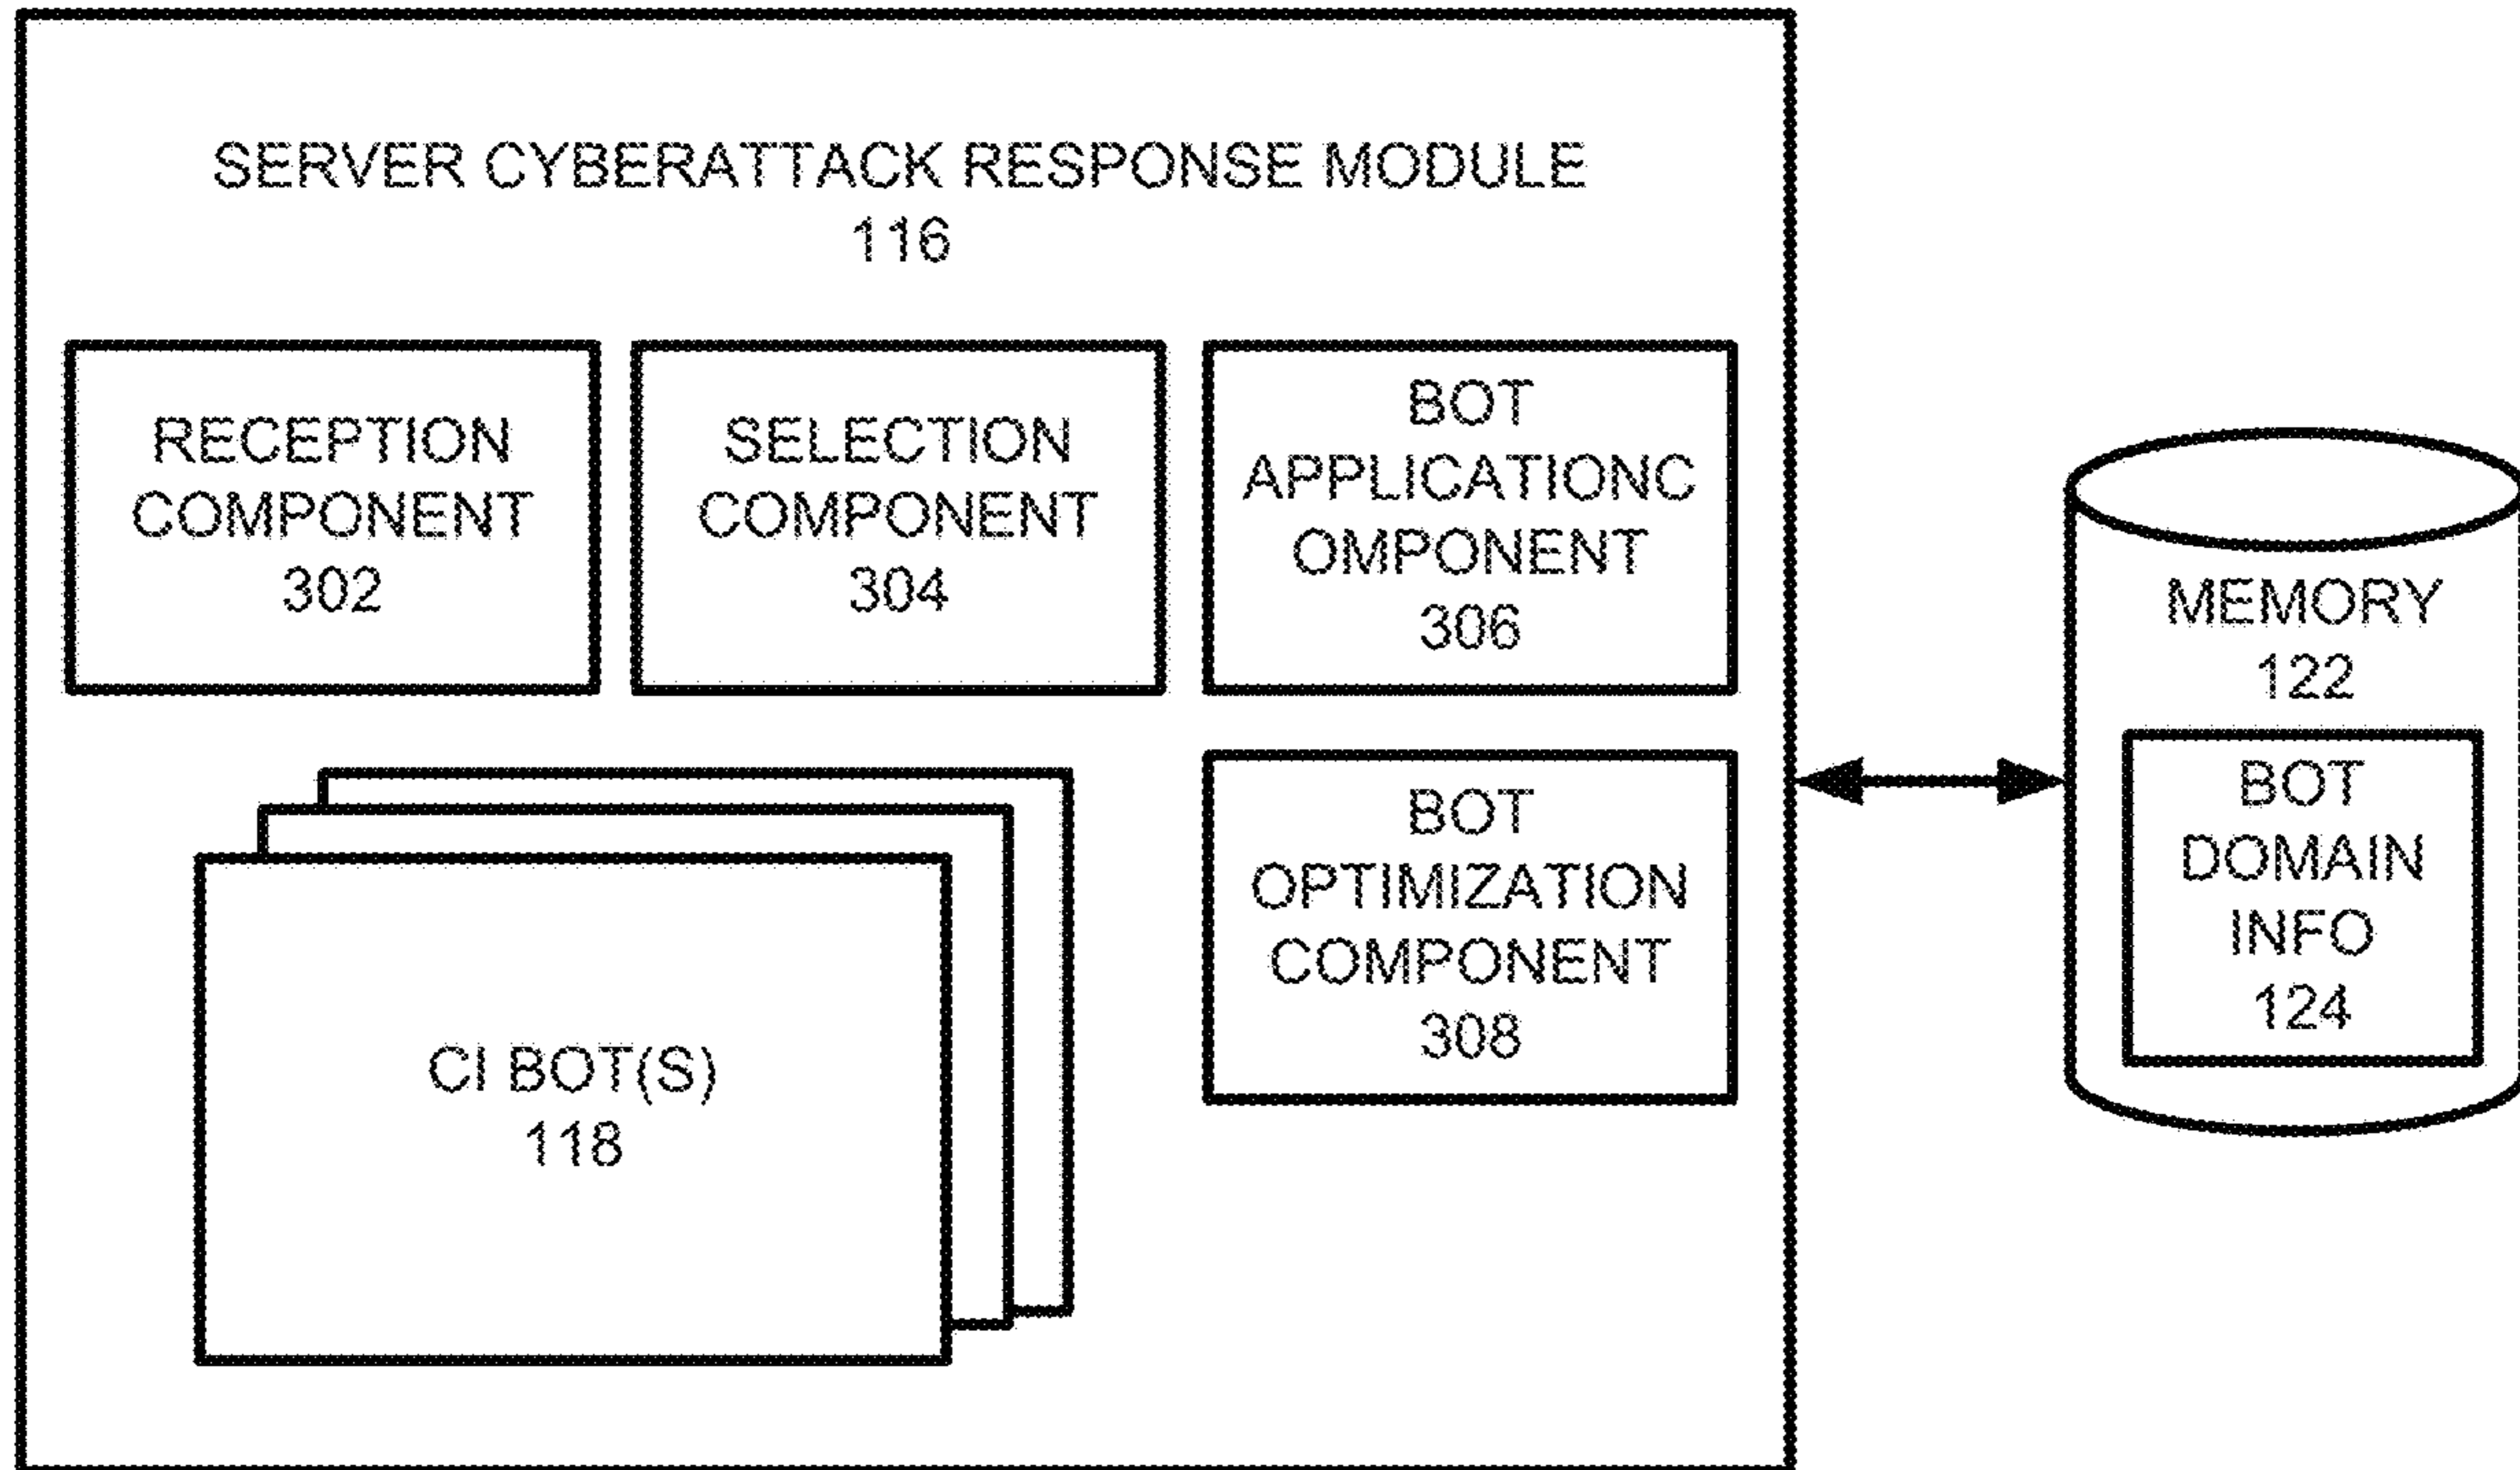 SERVER CYBERATTACK RESPONSE MODULE
116
RECEPTION
COMPONENT
302
SELECTION
COMPONENT
304
BOT
APPLICATIONC
OMPONENT
306
CI BOT(S)
118
BOT
OPTIMIZATION
COMPONENT
308
MEMORY
122
BOT
DOMAIN
INFO
124